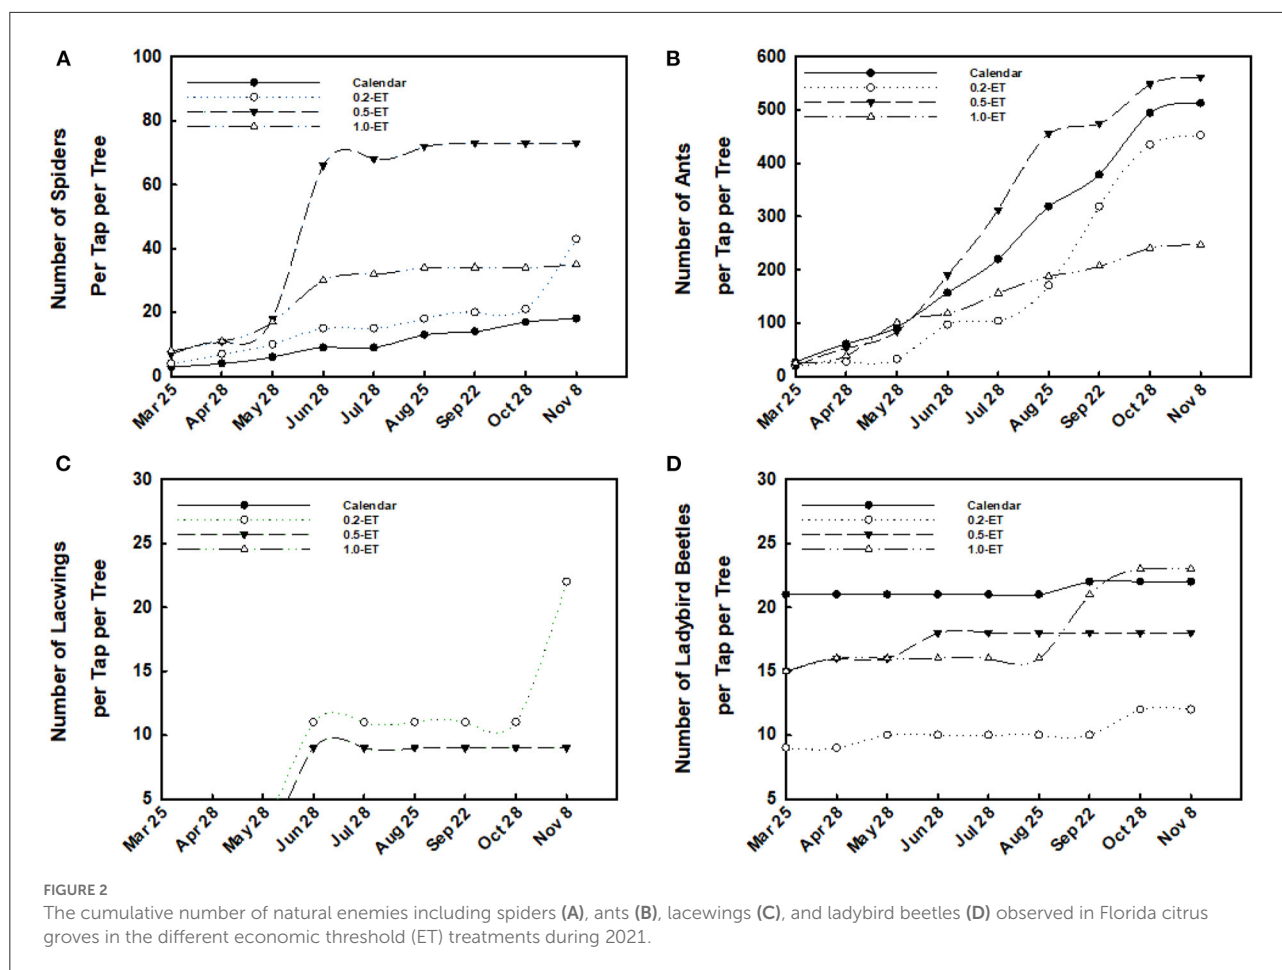 A
100
80
60
40
20
0
Number of Spiders
Per Tap per Tree
Calendar
0.2-ET
0.5-ET
1.0-ET
Mar 25
Apr 28
May 28
Jun 28
Jul 28
Aug 25
Sep 22
Oct 28
Nov 8
B
600
500
400
300
200
100
0
Number of Ants
per Tap per Tree
Calendar
0.2-ET
0.5-ET
1.0-ET
Mar 25
Apr 28
May 28
Jun 28
Jul 28
Aug 25
Sep 22
Oct 28
Nov 8
C
30
25
20
15
10
5
Number of Lacwings
per Tap per Tree
Calendar
0.2-ET
0.5-ET
1.0-ET
Mar 25
Apr 28
May 28
Jun 28
Jul 28
Aug 25
Sep 22
Oct 28
Nov 8
D
30
25
20
15
10
5
Number of Ladybird Beetles
per Tap per Tree
Calendar
0.2-ET
0.5-ET
1.0-ET
Mar 25
Apr 28
May 28
Jun 28
Jul 28
Aug 25
Sep 22
Oct 28
Nov 8
FIGURE 2
The cumulative number of natural enemies including spiders (A), ants (B), lacewings (C), and ladybird beetles (D) observed in Florida citrus
groves in the different economic threshold (ET) treatments during 2021.